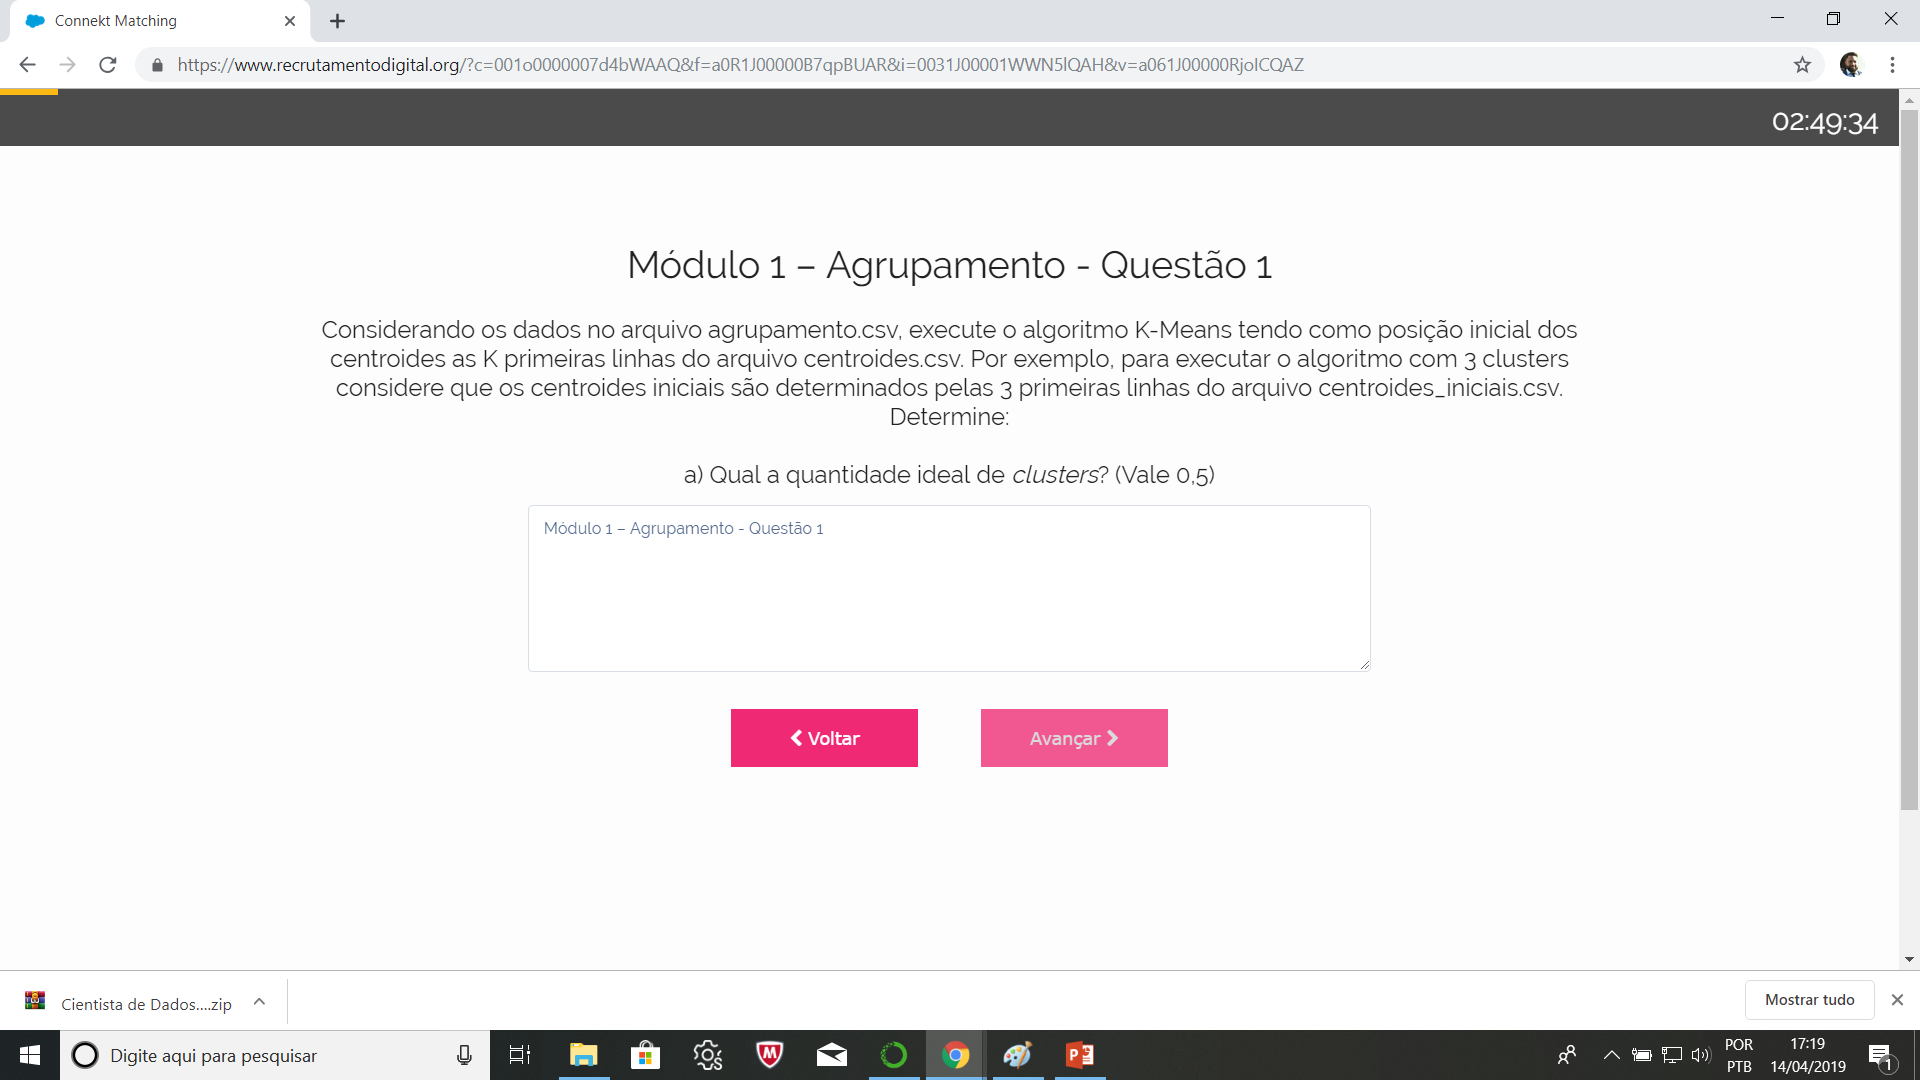 Connekt Matching
https://www.recrutamentodigital.org/?c=001o0000007d4bWAAQ&f=a0R1J00000B7qpBUAR&i=0031J00001WWN5lQAH&v=a061J00000RjoICQAZ
02:49:34
Módulo 1 – Agrupamento - Questão 1
Considerando os dados no arquivo agrupamento.csv, execute o algoritmo K-Means tendo como posição inicial dos
centroides as K primeiras linhas do arquivo centroides.csv. Por exemplo, para executar o algoritmo com 3 clusters
considere que os centroides iniciais são determinados pelas 3 primeiras linhas do arquivo centroides_iniciais.csv.
Determine:
a) Qual a quantidade ideal de clusters? (Vale 0,5)
Módulo 1 – Agrupamento - Questão 1
Voltar
Avançar
Cientista de Dados....zip
Mostrar tudo
Digite aqui para pesquisar
POR
PTB
17:19
14/04/2019
1